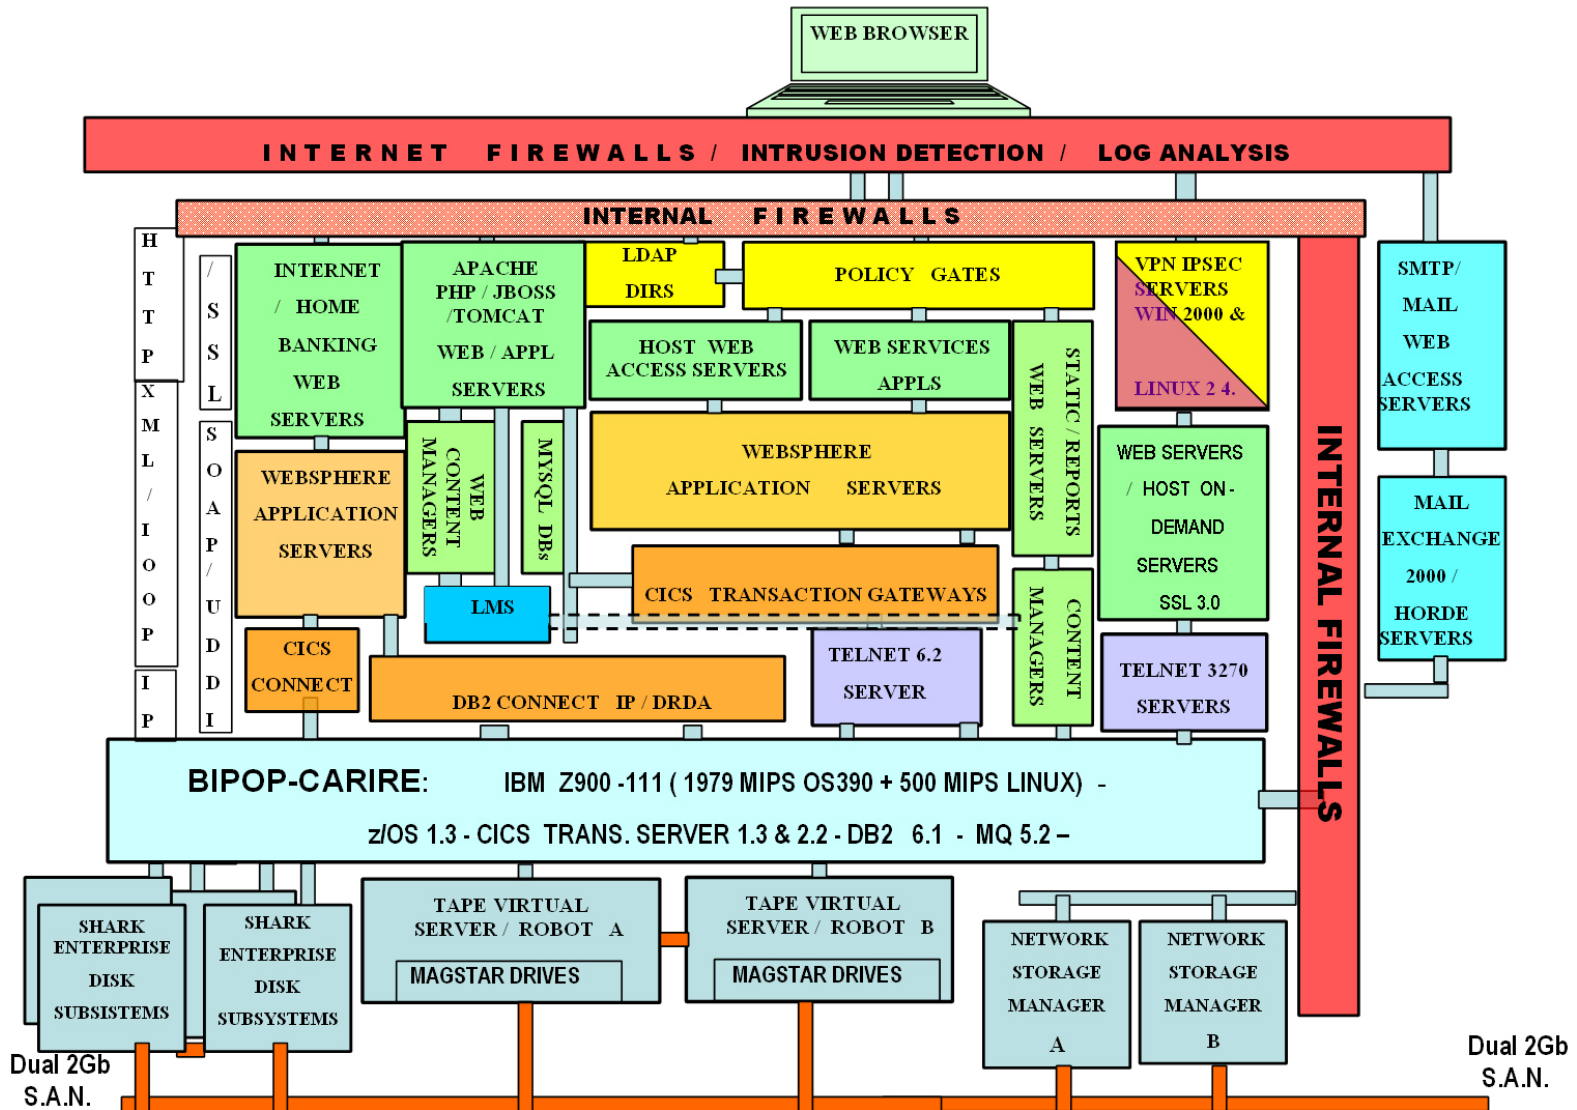 WEB BROWSER
INTERNET FIREWALLS / INTRUSION DETECTION / LOG ANALYSIS
INTERNAL FIREWALLS
HTTP
XML/IOOP
IP
/SSL
SOAP/UDDI
INTERNET
/ HOME
BANKING
WEB
SERVERS
APACHE
PHP / JBOSS
/TOMCAT
WEB / APPL
SERVERS
LDAP
DIRS
POLICY GATES
VPN IPSEC
SERVERS
WIN 2000 &
LINUX 2 4.
SMTP/
MAIL
WEB
ACCESS
SERVERS
HOST WEB
ACCESS SERVERS
WEB SERVICES
APPLS
STATIC / REPORTS
WEB SERVERS
WEBSPHERE
APPLICATION
SERVERS
WEB
CONTENT
MANAGERS
MYSQL DBs
WEBSPHERE
APPLICATION SERVERS
WEB SERVERS
/ HOST ON -
DEMAND
SERVERS
SSL 3.0
INTERNAL FIREWALLS
MAIL
EXCHANGE
2000 /
HORDE
SERVERS
LMS
CICS TRANSACTION GATEWAYS
CONTENT
MANAGERS
CICS
CONNECT
DB2 CONNECT IP / DRDA
TELNET 6.2
SERVER
TELNET 3270
SERVERS
BIPOP-CARIRE: IBM Z900 -111 ( 1979 MIPS OS390 + 500 MIPS LINUX) -
z/OS 1.3 - CICS TRANS. SERVER 1.3 & 2.2 - DB2 6.1 - MQ 5.2 –
SHARK
ENTERPRISE
DISK
SUBSISTEMS
SHARK
ENTERPRISE
DISK
SUBSYSTEMS
TAPE VIRTUAL
SERVER / ROBOT A
MAGSTAR DRIVES
TAPE VIRTUAL
SERVER / ROBOT B
MAGSTAR DRIVES
NETWORK
STORAGE
MANAGER
A
NETWORK
STORAGE
MANAGER
B
Dual 2Gb
S.A.N.
Dual 2Gb
S.A.N.